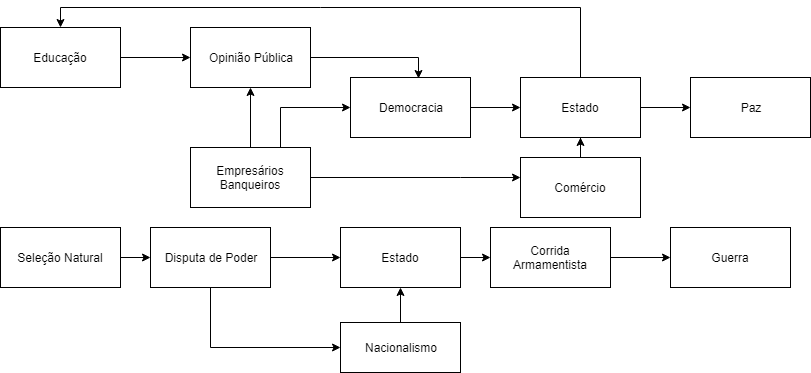 Educação
Opinião Pública
Democracia
Estado
Paz
Empresários
Banqueiros
Comércio
Seleção Natural
Disputa de Poder
Estado
Corrida
Armamentista
Guerra
Nacionalismo